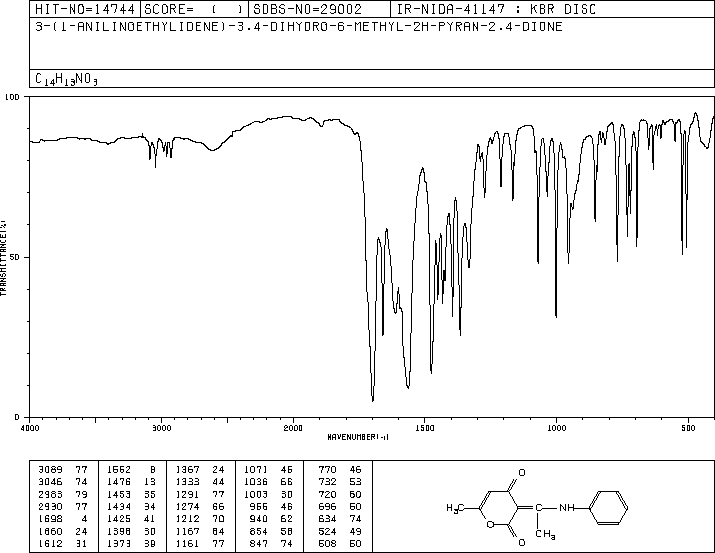 HIT-NO=14744 SCORE= ( ) SDBS-NO=29002 IR-NIDA-41147 : KBR DISC
3-(1-ANILINOETHYLIDENE)-3.4-DIHYDRO-6-METHYL-2H-PYRAN-2.4-DIONE
C14H13NO3
100
50
0
TRANSMITTANCE(%)
4000 3000 2000 1500 1000 500
WAVENUMBER(-1)
3089 77 1562 8 1367 24 1071 46 770 46
3046 74 1476 13 1333 44 1036 66 732 53
2983 79 1453 35 1291 77 1003 30 720 60
2930 77 1434 34 1274 66 955 46 696 50
1698 4 1425 41 1212 70 940 62 634 74
1660 24 1398 30 1167 84 854 58 524 49
1612 31 1373 39 1161 77 847 74 508 50
O
H3C
O
O
CH3
NH